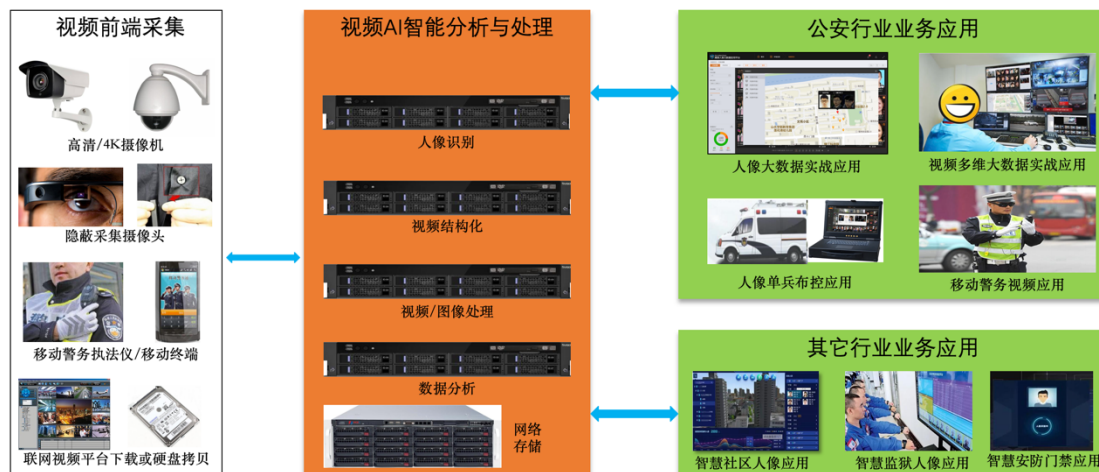 视频前端采集
高清/4K摄像机
隐蔽采集摄像头
移动警务执法仪/移动终端
联网视频平台下载或硬盘拷贝
视频AI智能分析与处理
人像识别
视频结构化
视频/图像处理
数据分析
网络
存储
公安行业业务应用
人像大数据实战应用
视频多维大数据实战应用
人像单兵布控应用
移动警务视频应用
其它行业业务应用
智慧社区人像应用
智慧监狱人像应用
智慧安防门禁应用